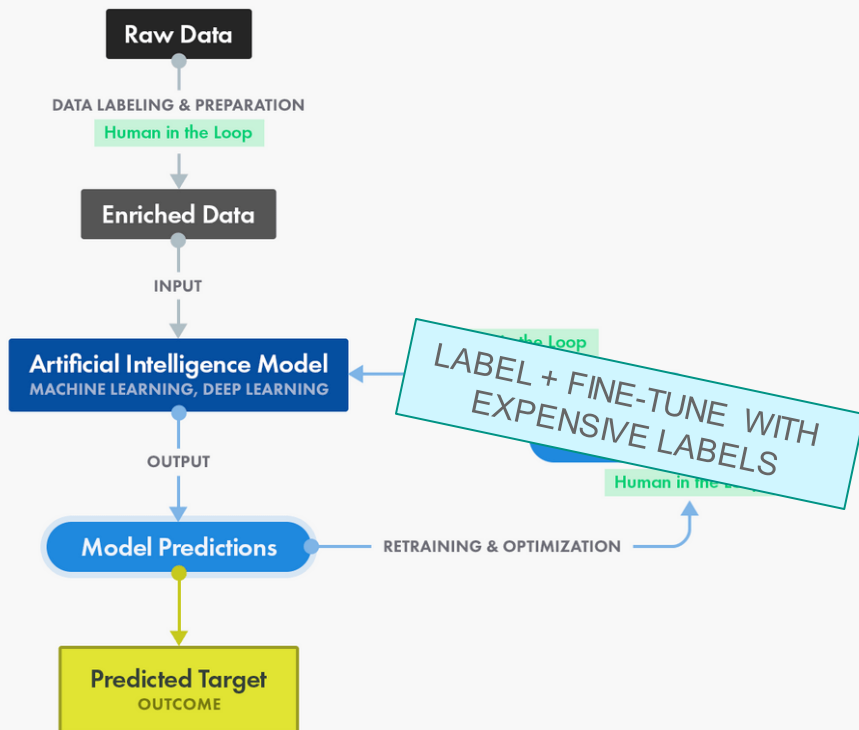 Raw Data
DATA LABELING & PREPARATION
Human in the Loop
Enriched Data
INPUT
the Loop
Artificial Intelligence Model
MACHINE LEARNING, DEEP LEARNING
LABEL + FINE-TUNE WITH
EXPENSIVE LABELS
OUTPUT
Human in the
Model Predictions
RETRAINING & OPTIMIZATION
Predicted Target
OUTCOME